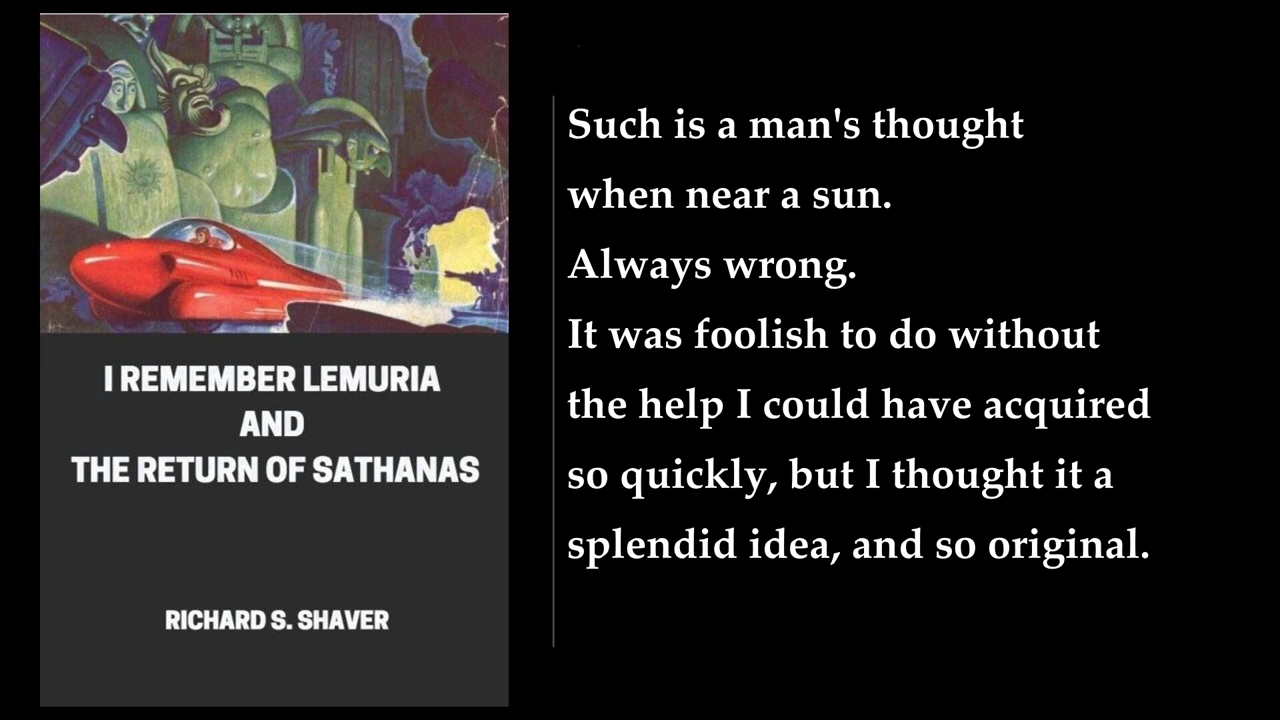 I REMEMBER LEMURIA
AND
THE RETURN OF SATHANAS
RICHARD S. SHAVER
Such is a man's thought
when near a sun.
Always wrong.
It was foolish to do without
the help I could have acquired
so quickly, but I thought it a
splendid idea, and so original.